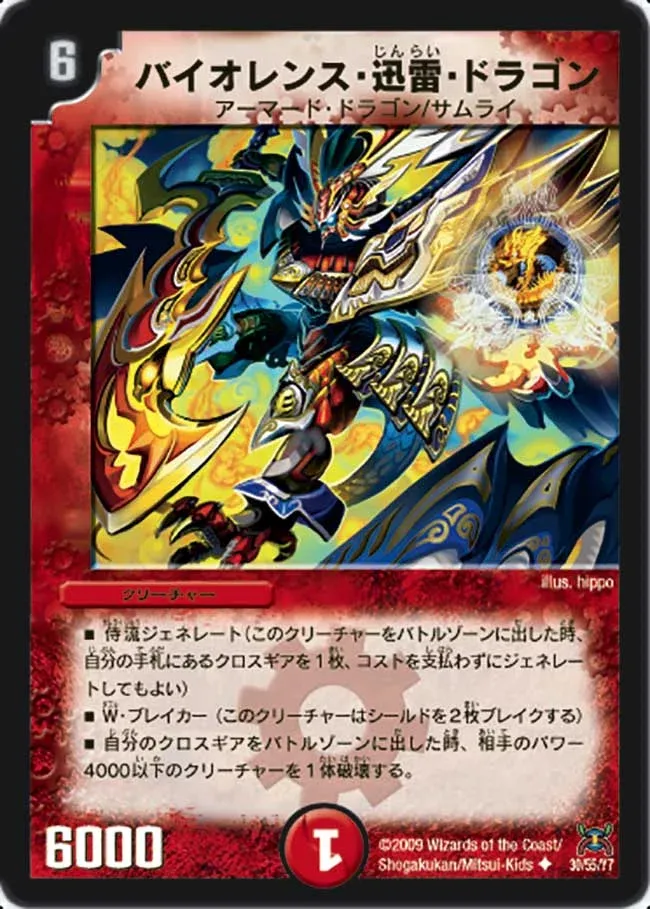 6
じんらい
バイオレンス・迅雷・ドラゴン
アーマード・ドラゴン/サムライ
illus. hippo
クリーチャー
■ 侍流ジェネレート(このクリーチャーをバトルゾーンに出した時、
自分の手札にあるクロスギアを1枚、コストを支払わずにジェネレー
トしてもよい)
■ W・ブレイカー (このクリーチャーはシールドを2枚ブレイクする)
■ 自分のクロスギアをバトルゾーンに出した時、相手のパワー
4000以下のクリーチャーを1体破壊する。
6000
1
©2009 Wizards of the Coast/
Shogakukan/Mitsui-Kids ◆
30/55/Y7